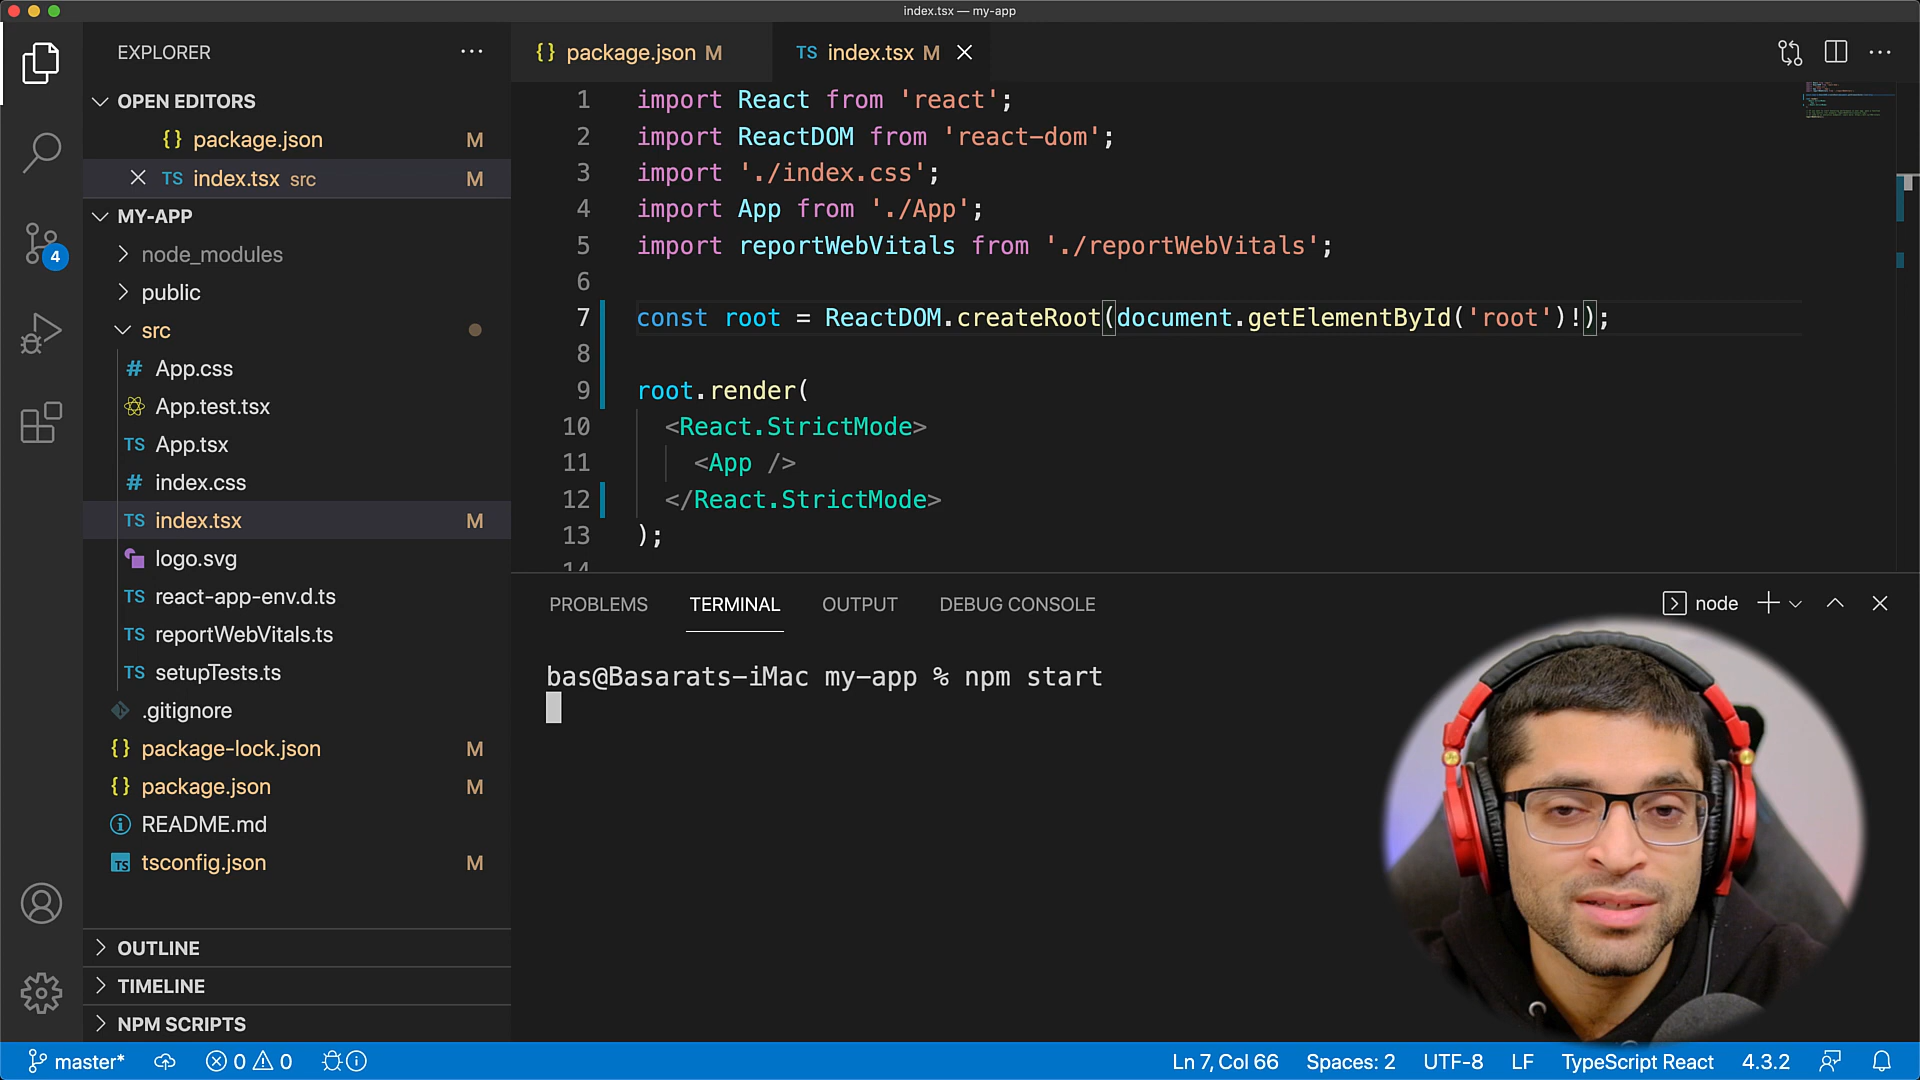 index.tsx — my-app
EXPLORER
OPEN EDITORS
{} package.json M
TS index.tsx src M
MY-APP
node_modules
public
src
# App.css
App.test.tsx
TS App.tsx
# index.css
TS index.tsx M
logo.svg
TS react-app-env.d.ts
TS reportWebVitals.ts
TS setupTests.ts
.gitignore
{} package-lock.json M
{} package.json M
README.md
TS tsconfig.json M
OUTLINE
TIMELINE
NPM SCRIPTS
4
{} package.json M
TS index.tsx M
1 import React from 'react';
2 import ReactDOM from 'react-dom';
3 import './index.css';
4 import App from './App';
5 import reportWebVitals from './reportWebVitals';
6
7 const root = ReactDOM.createRoot(document.getElementById('root')!);
8
9 root.render(
10 <React.StrictMode>
11 <App />
12 </React.StrictMode>
13 );
14
PROBLEMS TERMINAL OUTPUT DEBUG CONSOLE
node
bas@Basarats-iMac my-app % npm start
master* 0 0
Ln 7, Col 66 Spaces: 2 UTF-8 LF TypeScript React 4.3.2